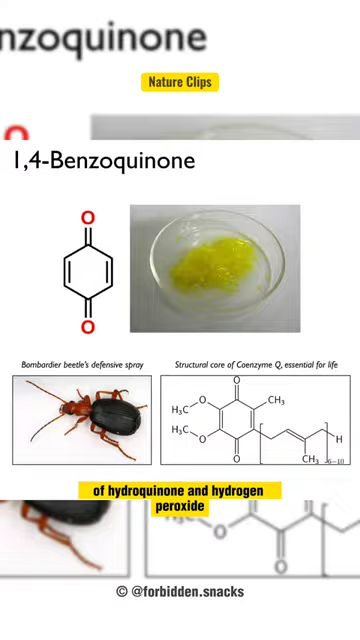 nzoquinone
Nature Clips
1,4-Benzoquinone
O
O
Bombardier beetle's defensive spray
Structural core of Coenzyme Q, essential for life
O
H₃C
O
CH₃
H₃C
O
H
O
CH₃
6–10
of hydroquinone and hydrogen
peroxide
O
O
© @forbidden.snacks